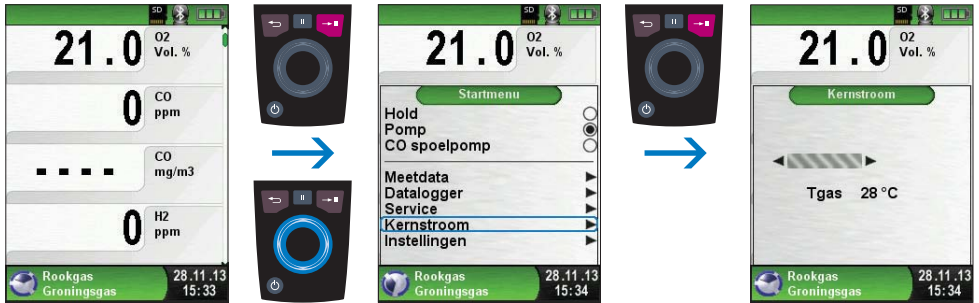 SD
21.0 O2
Vol. %
0 CO
ppm
---- CO
mg/m3
0 H2
ppm
Rookgas 28.11.13
Groningsgas 15:33
SD
21.0 O2
Vol. %
Startmenu
Hold
Pomp
CO spoelpomp
Meetdata
Datalogger
Service
Kernstroom
Instellingen
Rookgas 28.11.13
Groningsgas 15:34
SD
21.0 O2
Vol. %
Kernstroom
Tgas 28 °C
Rookgas 28.11.13
Groningsgas 15:34